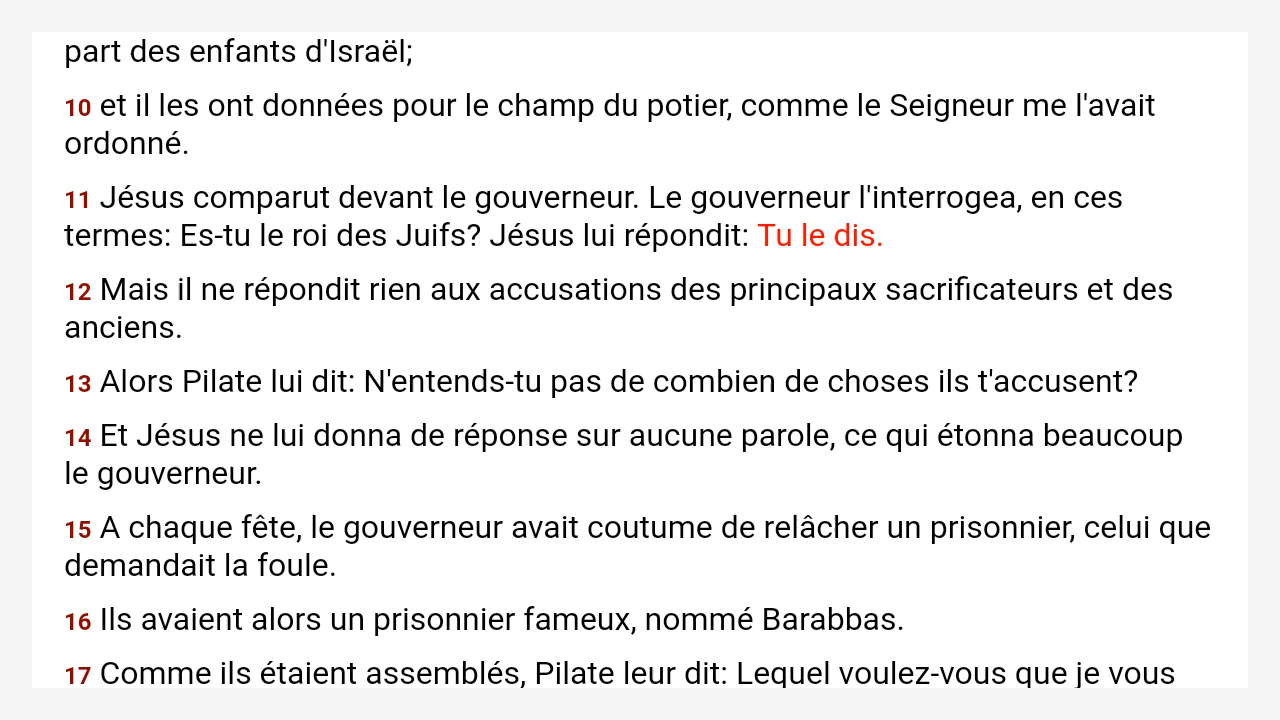 part des enfants d'Israël;
10 et il les ont données pour le champ du potier, comme le Seigneur me l'avait
ordonné.
11 Jésus comparut devant le gouverneur. Le gouverneur l'interrogea, en ces
termes: Es-tu le roi des Juifs? Jésus lui répondit: Tu le dis.
12 Mais il ne répondit rien aux accusations des principaux sacrificateurs et des
anciens.
13 Alors Pilate lui dit: N'entends-tu pas de combien de choses ils t'accusent?
14 Et Jésus ne lui donna de réponse sur aucune parole, ce qui étonna beaucoup
le gouverneur.
15 A chaque fête, le gouverneur avait coutume de relâcher un prisonnier, celui que
demandait la foule.
16 Ils avaient alors un prisonnier fameux, nommé Barabbas.
17 Comme ils étaient assemblés, Pilate leur dit: Lequel voulez-vous que je vous